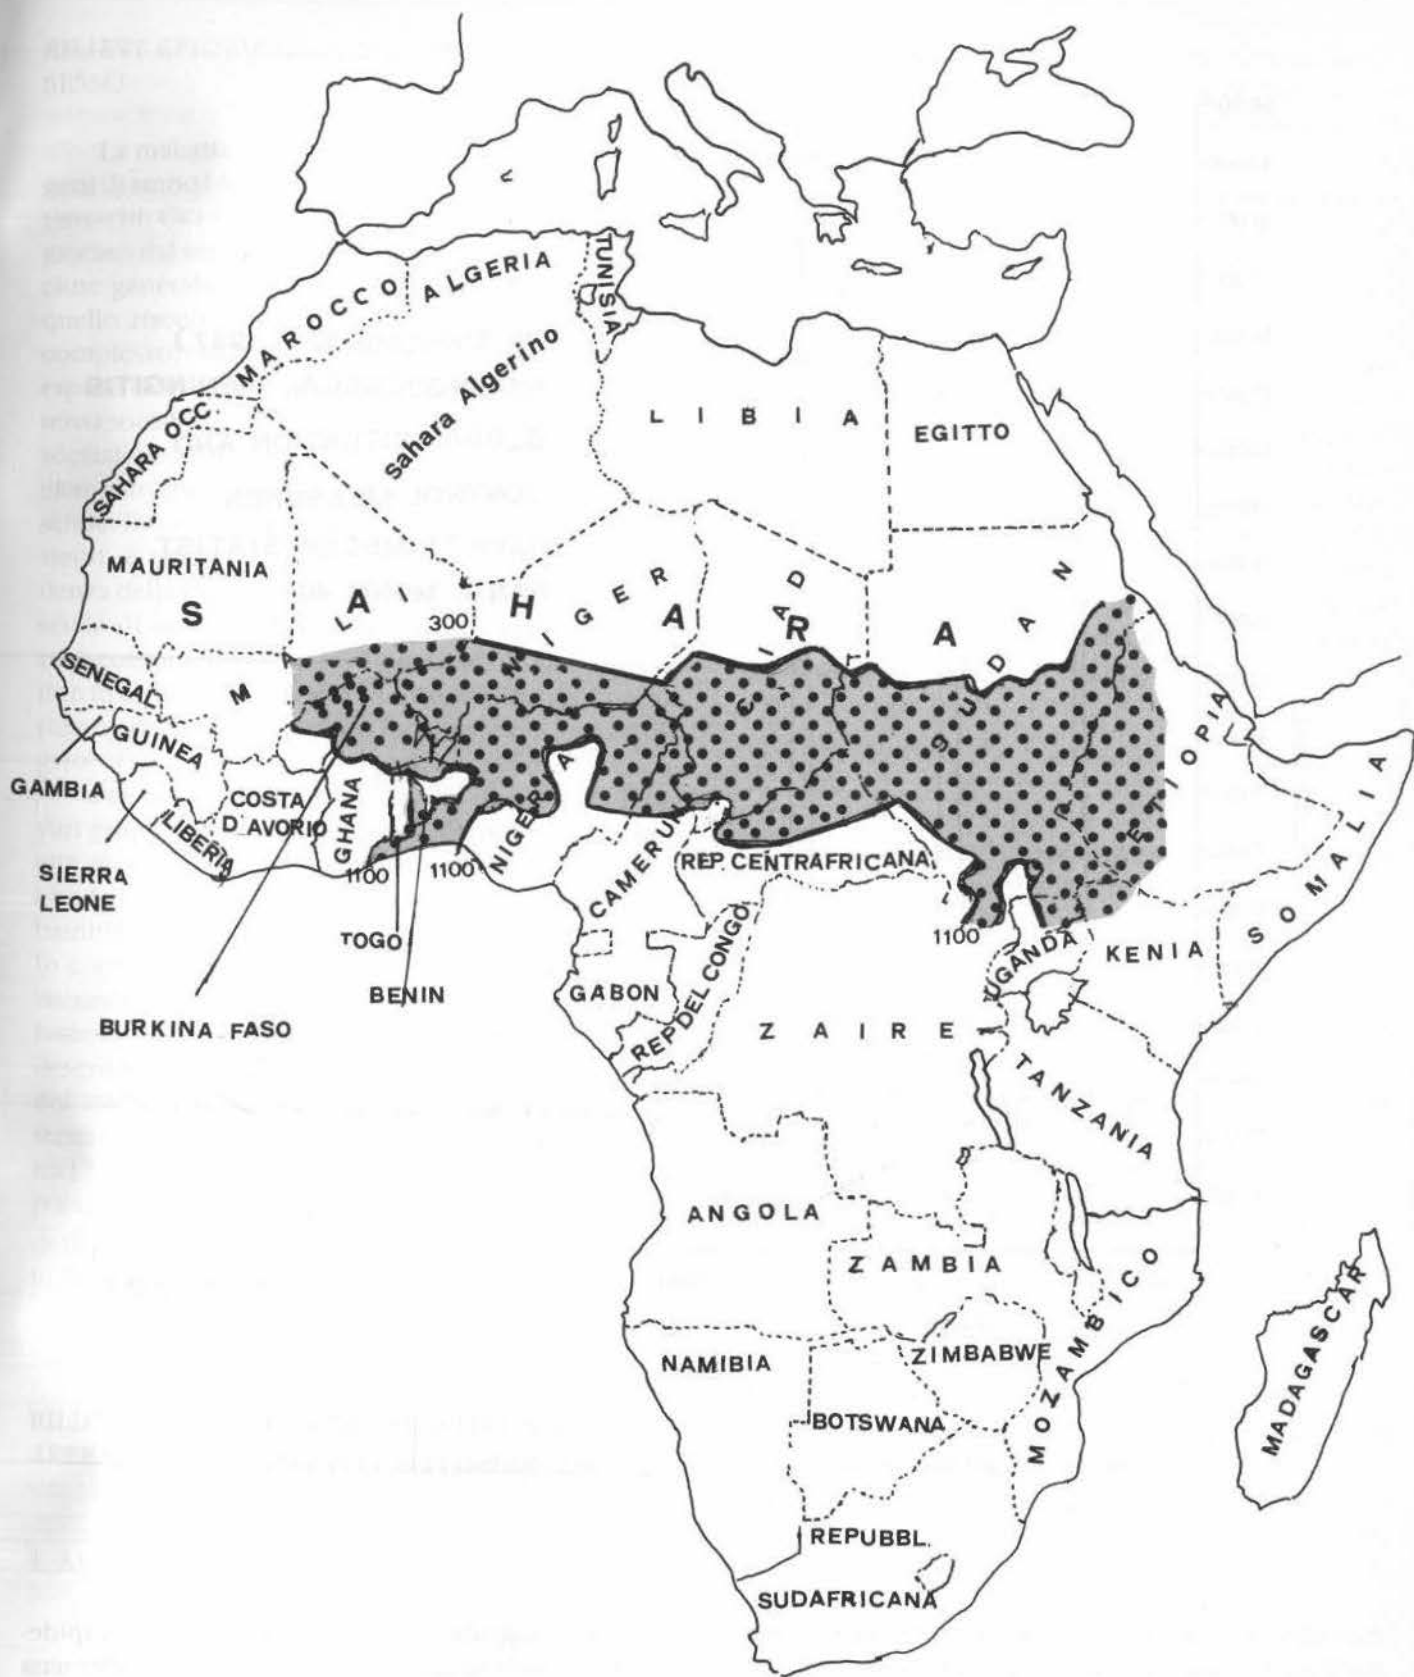 TUNISIA
MAROCCO
ALGERIA
Sahara Algerino
LIBIA
EGITTO
SAHARA OCC.
MAURITANIA
SAHARA
MALI
NIGER
CIAD
SUDAN
300
SENEGAL
GUINEA
GAMBIA
COSTA
D'AVORIO
LIBERIA
GHANA
SIERRA
LEONE
1100
1100
NIGERIA
TOGO
BENIN
BURKINA FASO
CAMERUN
REP. CENTRAFRICANA
ETIOPIA
SOMALIA
1100
UGANDA
KENIA
GABON
REP DEL CONGO
ZAIRE
TANZANIA
ANGOLA
ZAMBIA
MOZAMBICO
NAMIBIA
ZIMBABWE
BOTSWANA
MADAGASCAR
REPUBBL.
SUDAFRICANA